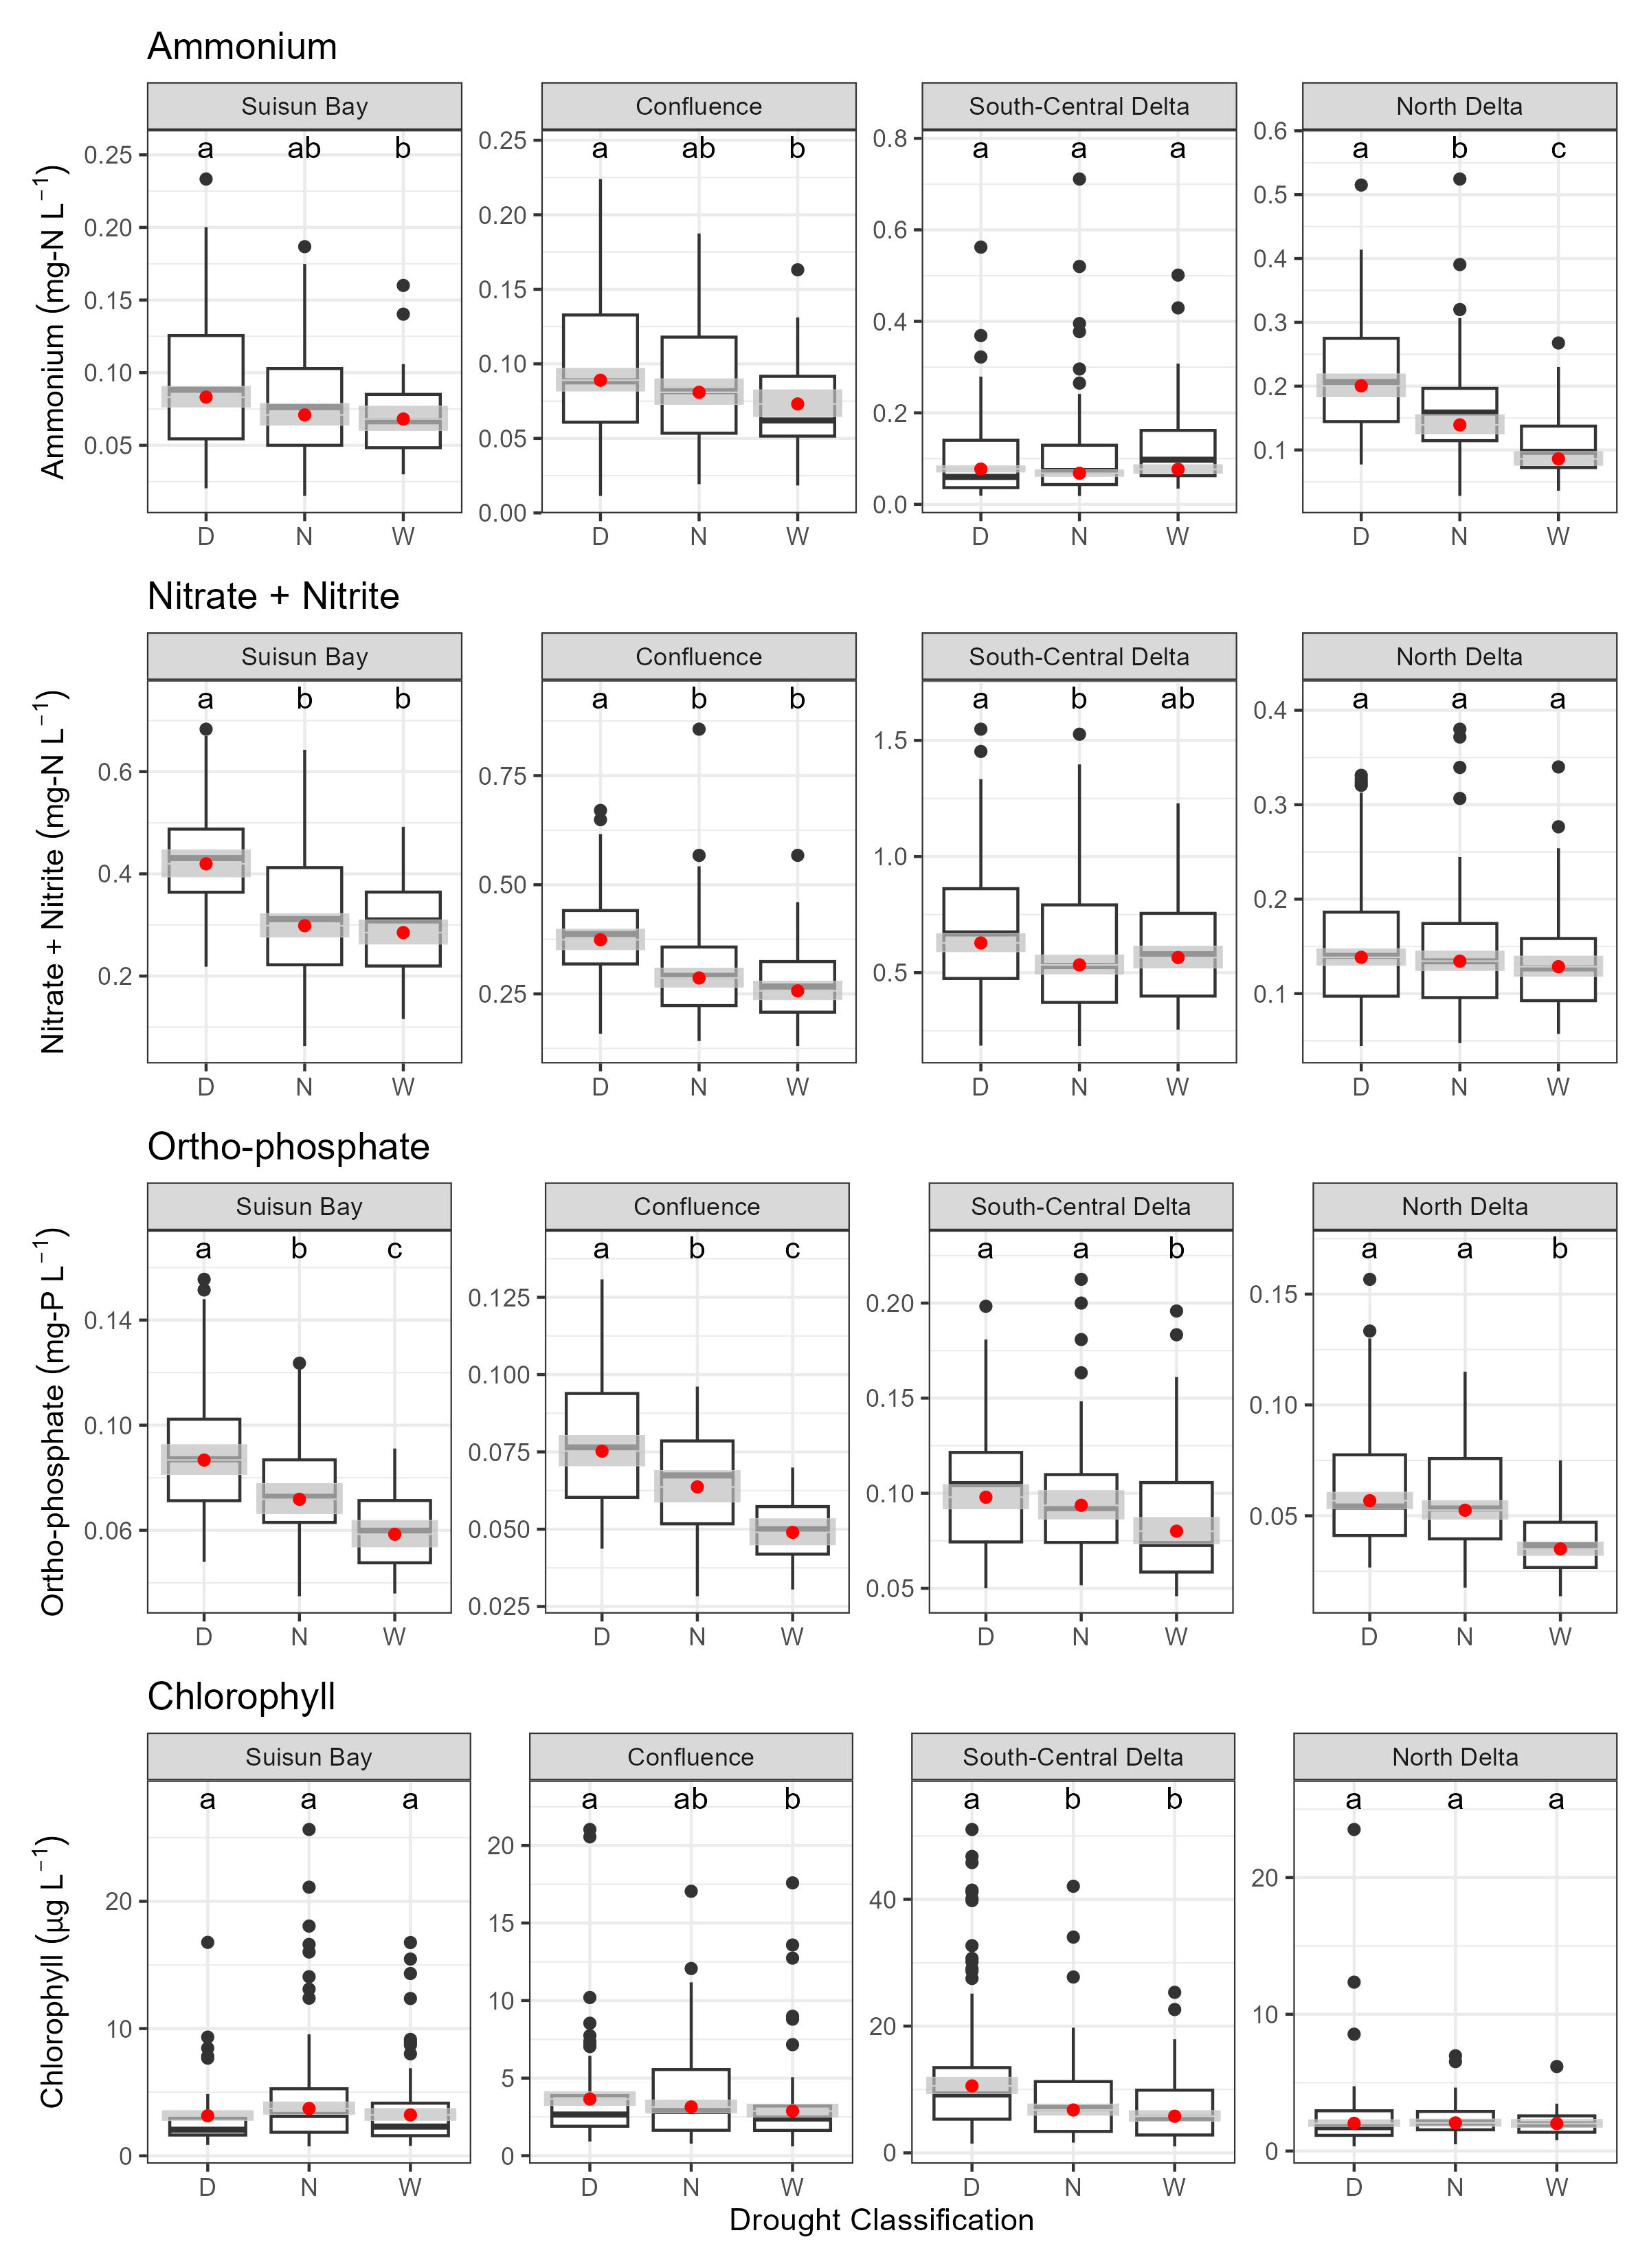 Ammonium
Suisun Bay Confluence South-Central Delta North Delta
a ab b a ab b a a a a b c
Ammonium (mg-N L⁻¹)
0.25 0.20 0.15 0.10 0.05
0.25 0.20 0.15 0.10 0.05 0.00
0.8 0.6 0.4 0.2 0.0
0.6 0.5 0.4 0.3 0.2 0.1
D N W D N W D N W D N W
Nitrate + Nitrite
Suisun Bay Confluence South-Central Delta North Delta
a b b a b b a b ab a a a
Nitrate + Nitrite (mg-N L⁻¹)
0.6 0.4 0.2
0.75 0.50 0.25
1.5 1.0 0.5
0.4 0.3 0.2 0.1
D N W D N W D N W D N W
Ortho-phosphate
Suisun Bay Confluence South-Central Delta North Delta
a b c a b c a a b a a b
Ortho-phosphate (mg-P L⁻¹)
0.14 0.10 0.06
0.125 0.100 0.075 0.050 0.025
0.20 0.15 0.10 0.05
0.15 0.10 0.05
D N W D N W D N W D N W
Chlorophyll
Suisun Bay Confluence South-Central Delta North Delta
a a a a ab b a b b a a a
Chlorophyll (µg L⁻¹)
20 10 0
20 15 10 5 0
40 20 0
20 10 0
D N W D N W D N W D N W
Drought Classification